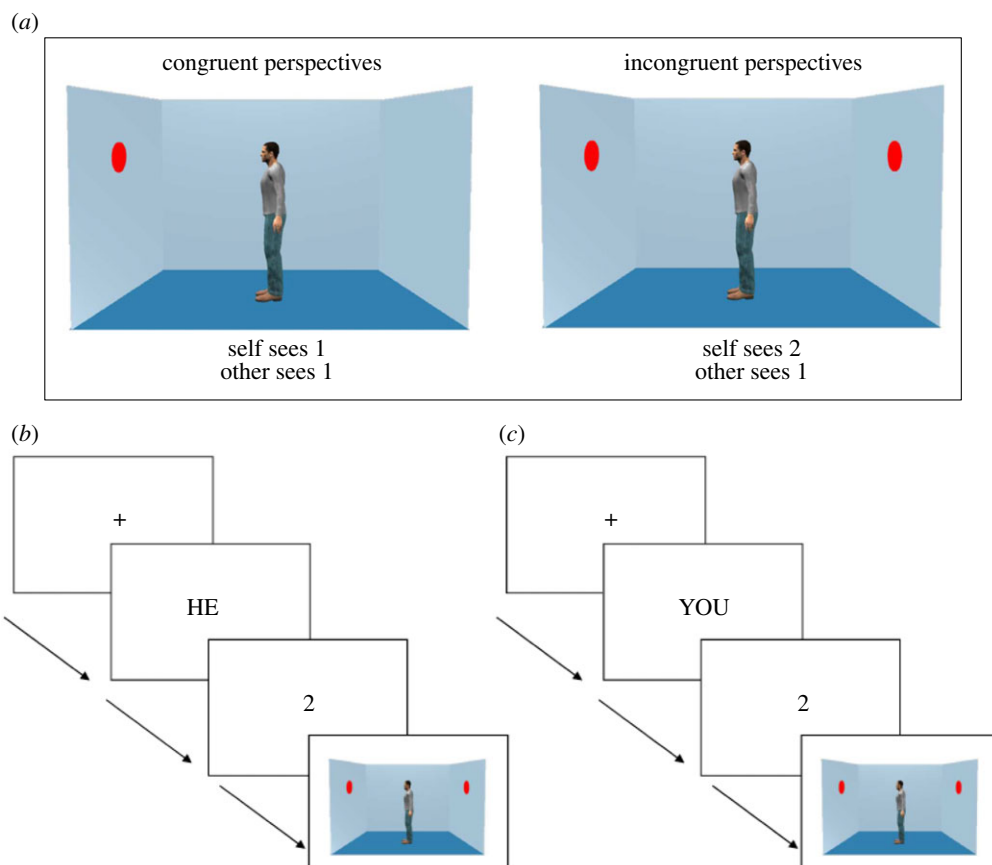 (a)
congruent perspectives
incongruent perspectives
self sees 1
other sees 1
self sees 2
other sees 1
(b)
+
HE
2
(c)
+
YOU
2